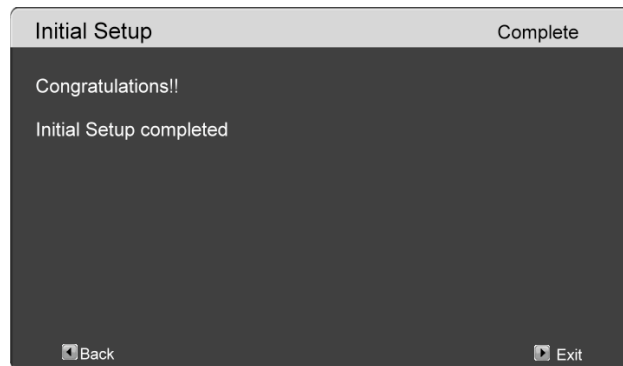 Initial Setup Complete
Congratulations!!
Initial Setup completed
Back Exit